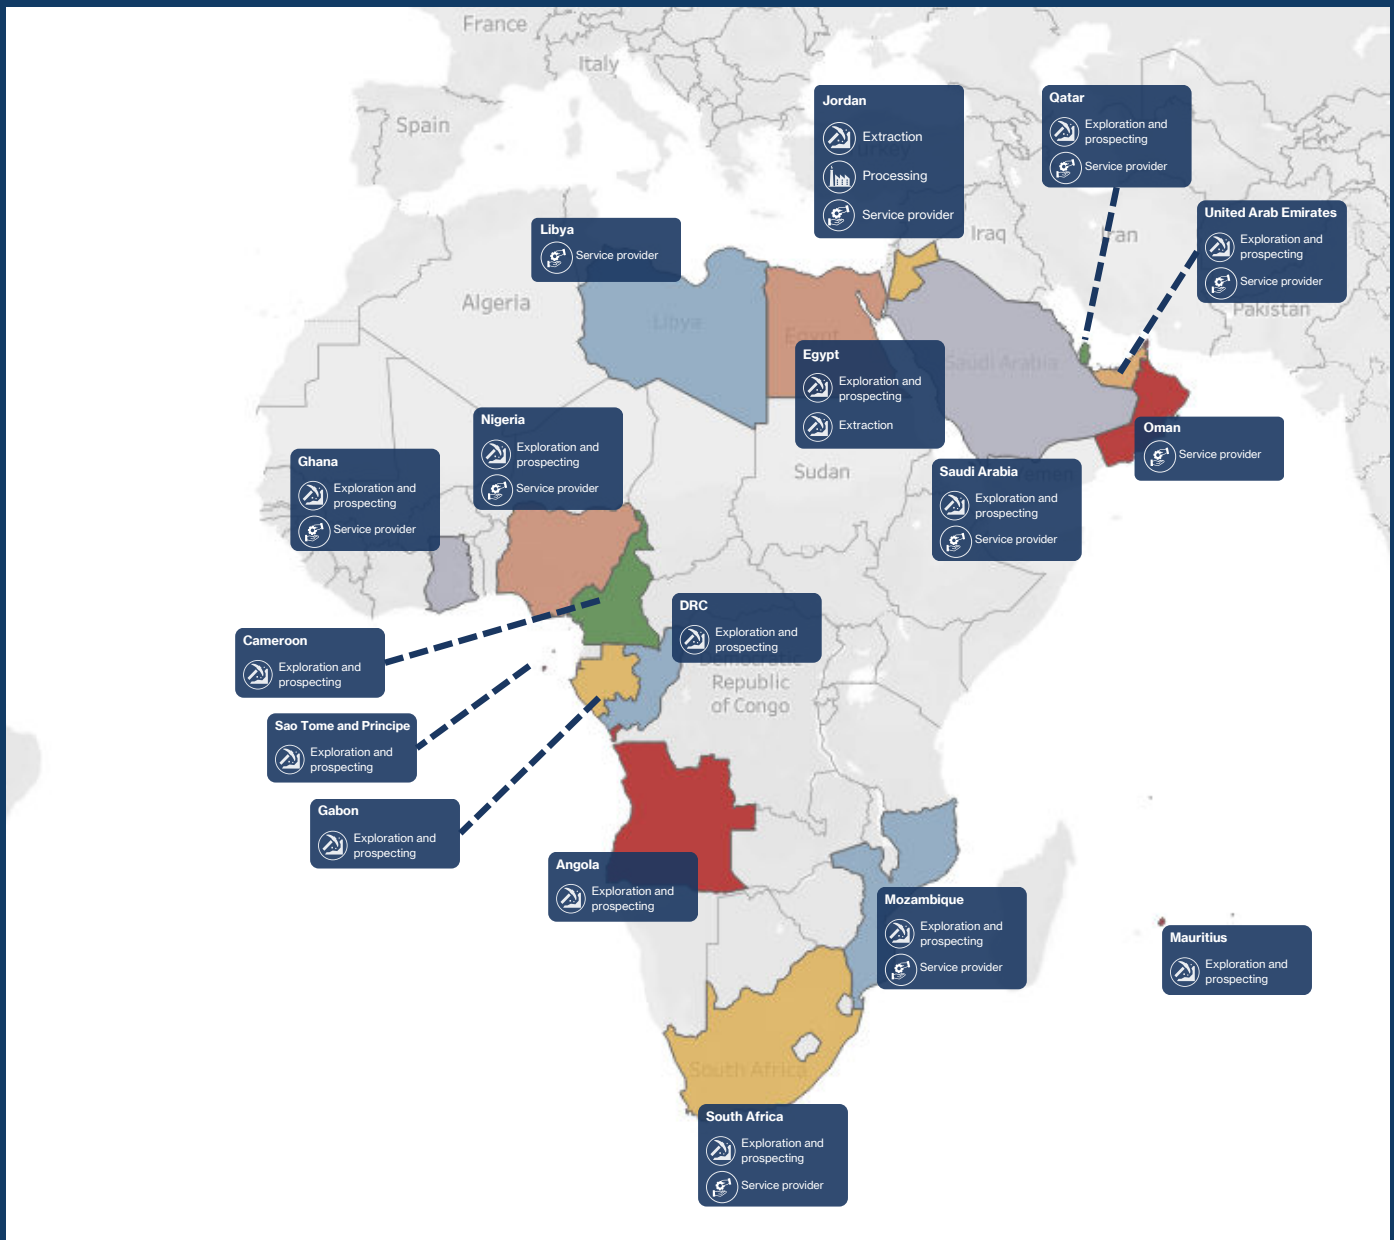 France
Italy
Spain
Algeria
Iraq
Iran
Pakistan
Sudan
Libya
Egypt
Saudi Arabia
Yemen
Turkey
Democratic
Republic
of Congo
South Africa
Jordan
Extraction
Processing
Service provider
Qatar
Exploration and
prospecting
Service provider
United Arab Emirates
Exploration and
prospecting
Service provider
Libya
Service provider
Egypt
Exploration and
prospecting
Extraction
Nigeria
Exploration and
prospecting
Service provider
Oman
Service provider
Ghana
Exploration and
prospecting
Service provider
Saudi Arabia
Exploration and
prospecting
Service provider
DRC
Exploration and
prospecting
Cameroon
Exploration and
prospecting
Sao Tome and Principe
Exploration and
prospecting
Gabon
Exploration and
prospecting
Angola
Exploration and
prospecting
Mozambique
Exploration and
prospecting
Service provider
Mauritius
Exploration and
prospecting
South Africa
Exploration and
prospecting
Service provider